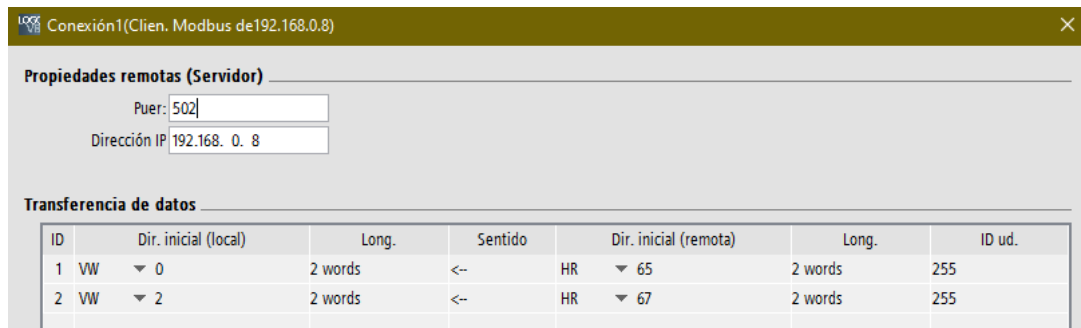 Conexión1(Clien. Modbus de192.168.0.8)
Propiedades remotas (Servidor)
Puer: 502
Dirección IP 192.168. 0. 8
Transferencia de datos
ID Dir. inicial (local) Long. Sentido Dir. inicial (remota) Long. ID ud.
1 VW 0 2 words <-- HR 65 2 words 255
2 VW 2 2 words <-- HR 67 2 words 255